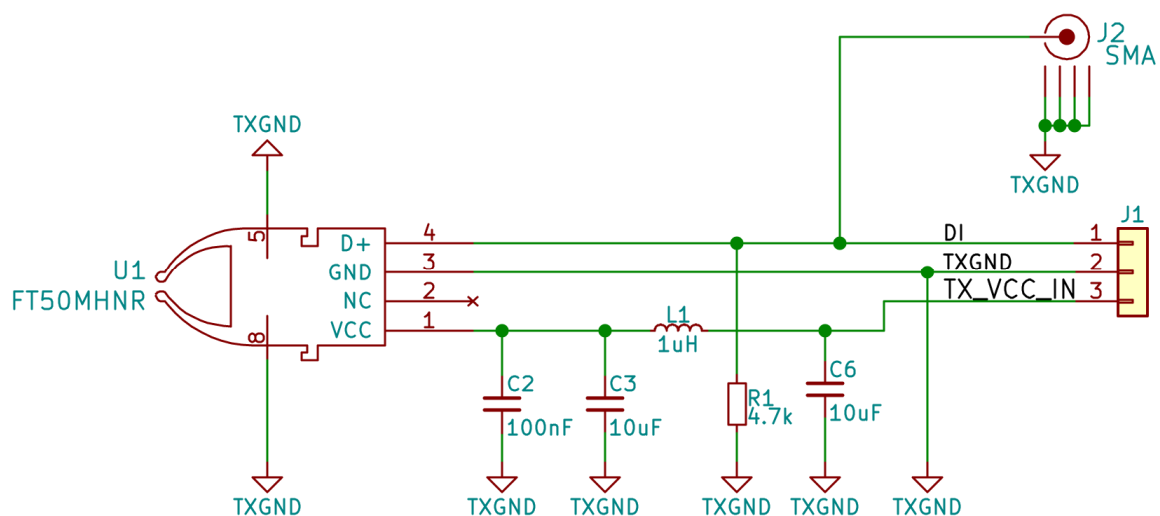 J2
SMA
TXGND
TXGND
J1
5
D+
4
DI
1
U1
GND
3
TXGND
2
FT50MHNR
NC
2
TX_VCC_IN
3
8
VCC
1
L1
1uH
C2
100nF
C3
10uF
R1
4.7k
C6
10uF
TXGND
TXGND
TXGND
TXGND
TXGND
TXGND